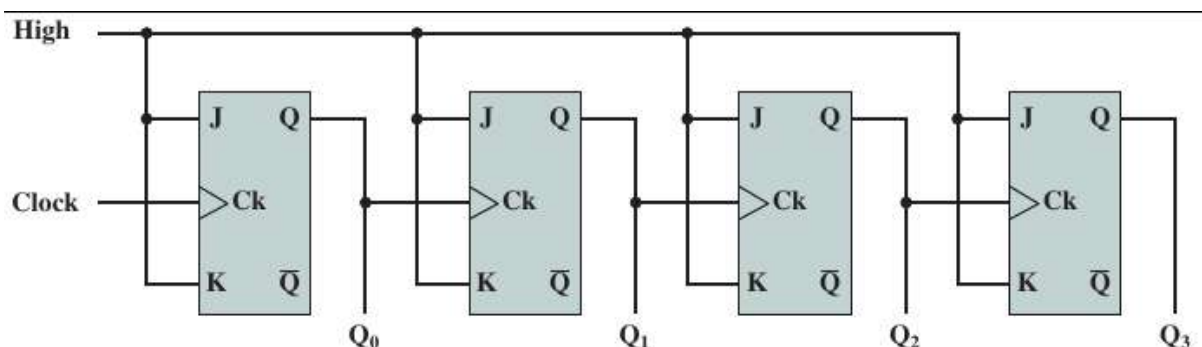 High
J Q J Q J Q J Q
Clock Ck Ck Ck Ck
K Q̅ K Q̅ K Q̅ K Q̅
Q₀ Q₁ Q₂ Q₃